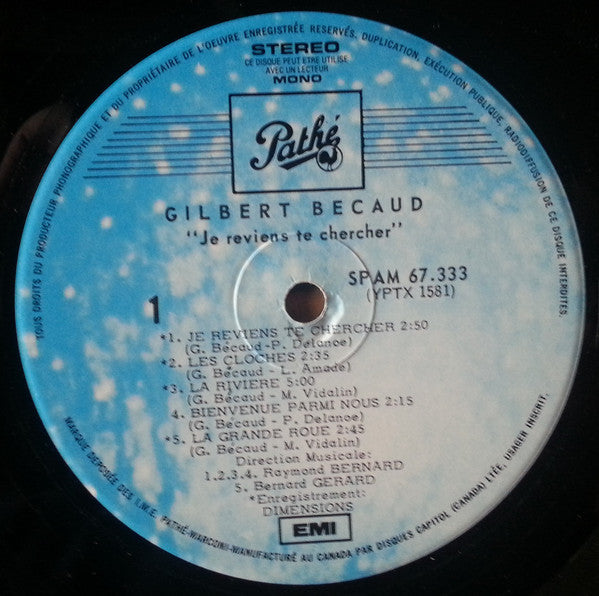 TOUS DROITS DU PRODUCTEUR PHONOGRAPHIQUE ET DU PROPRIÉTAIRE DE L'OEUVRE ENREGISTRÉE RESERVÉS, DUPLICATION, EXÉCUTION PUBLIQUE, RADIODIFFUSION DE CE DISQUE INTERDITES.
STEREO
CE DISQUE PEUT ETRE UTILISE
AVEC UN LECTEUR
MONO
Pathé
GILBERT BECAUD
"Je reviens te chercher"
SPAM 67.333
(YPTX 1581)
1
*1. JE REVIENS TE CHERCHER 2:50
(G. Bécaud-P. Delanoe)
*2. LES CLOCHES 2:35
(G. Bécaud - L. Amade)
*3. LA RIVIERE 5:00
(G. Bécaud - M. Vidalin)
4. BIENVENUE PARMI NOUS 2:15
(G. Bécaud - P. Delanoe)
*5. LA GRANDE ROUE 2:45
(G. Bécaud - M. Vidalin)
Direction Musicale:
1.2.3.4. Raymond BERNARD
5. Bernard GERARD
*Enregistrement:
DIMENSIONS
EMI
MARQUE DEPOSÉE DES I.M.E. PATHÉ-MARCONI-MANUFACTURÉ AU CANADA PAR DISQUES CAPITOL (CANADA) LTÉE, USAGER INSCRIT.